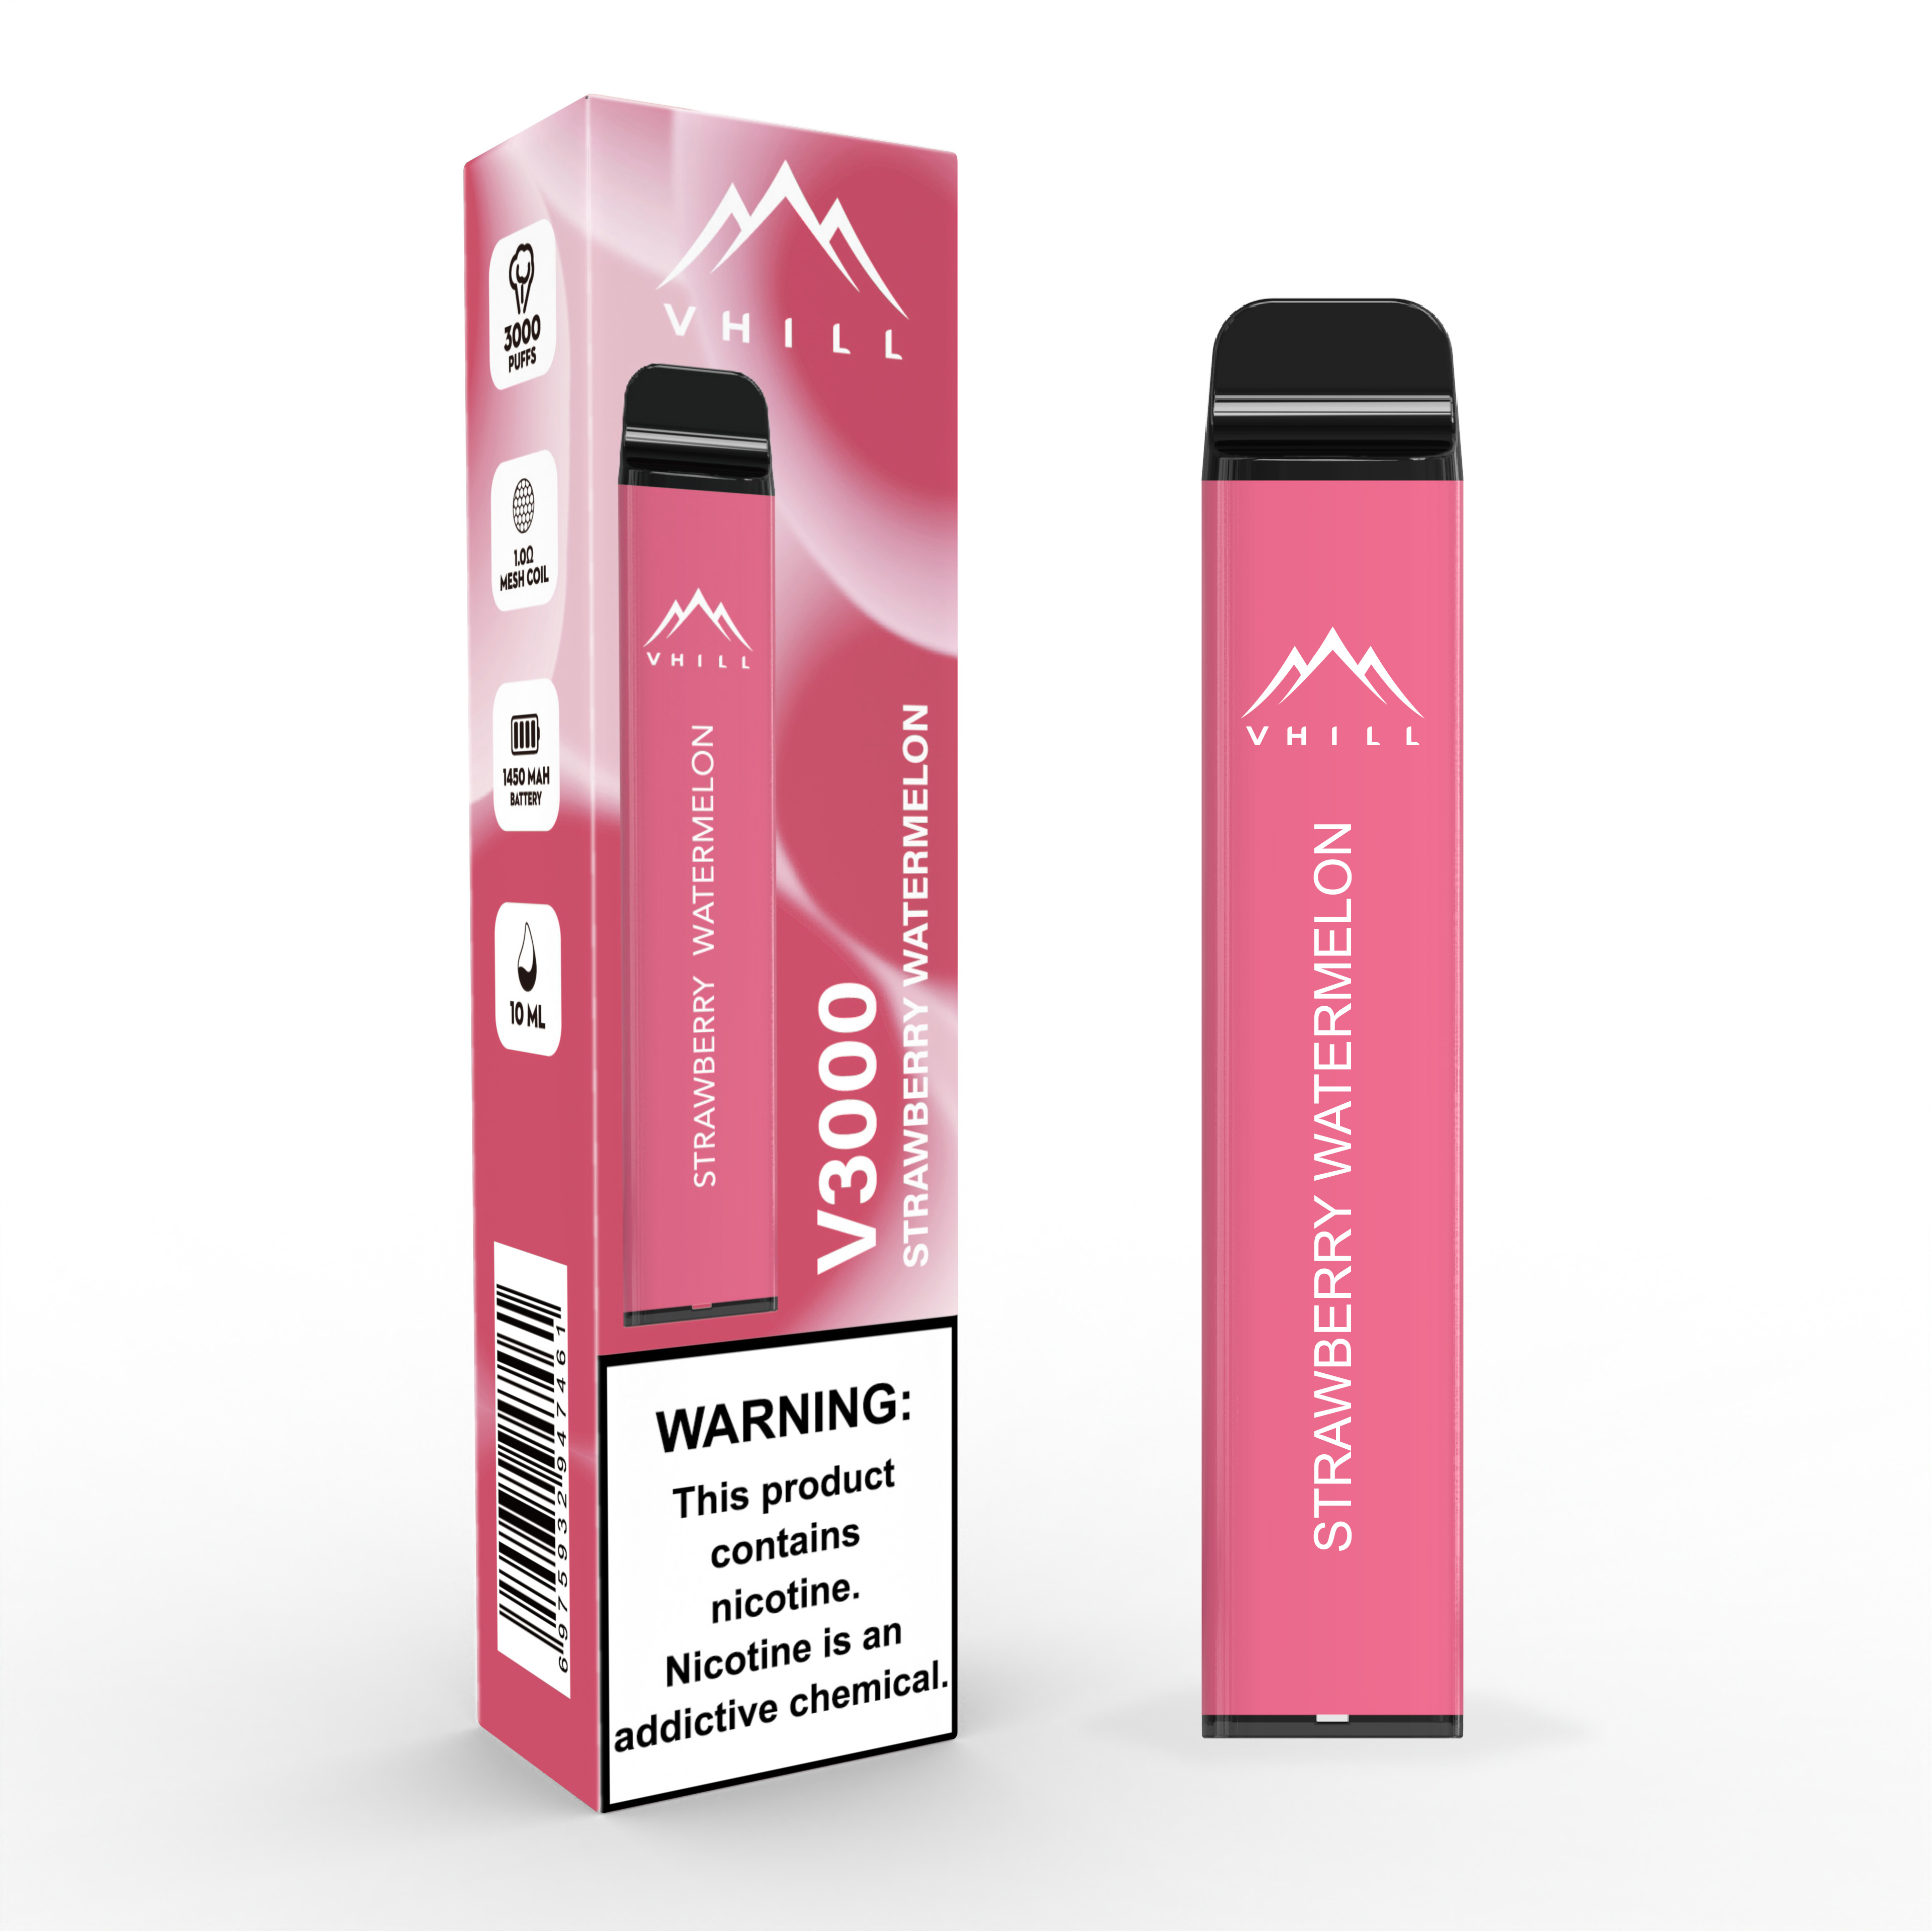 3000
PUFFS
1.0Ω
MESH COIL
1450 MAH
BATTERY
10 ML
6975932947461
VHILL
VHILL
STRAWBERRY WATERMELON
V3000
STRAWBERRY WATERMELON
WARNING:
This product
contains
nicotine.
Nicotine is an
addictive chemical.
VHILL
STRAWBERRY WATERMELON